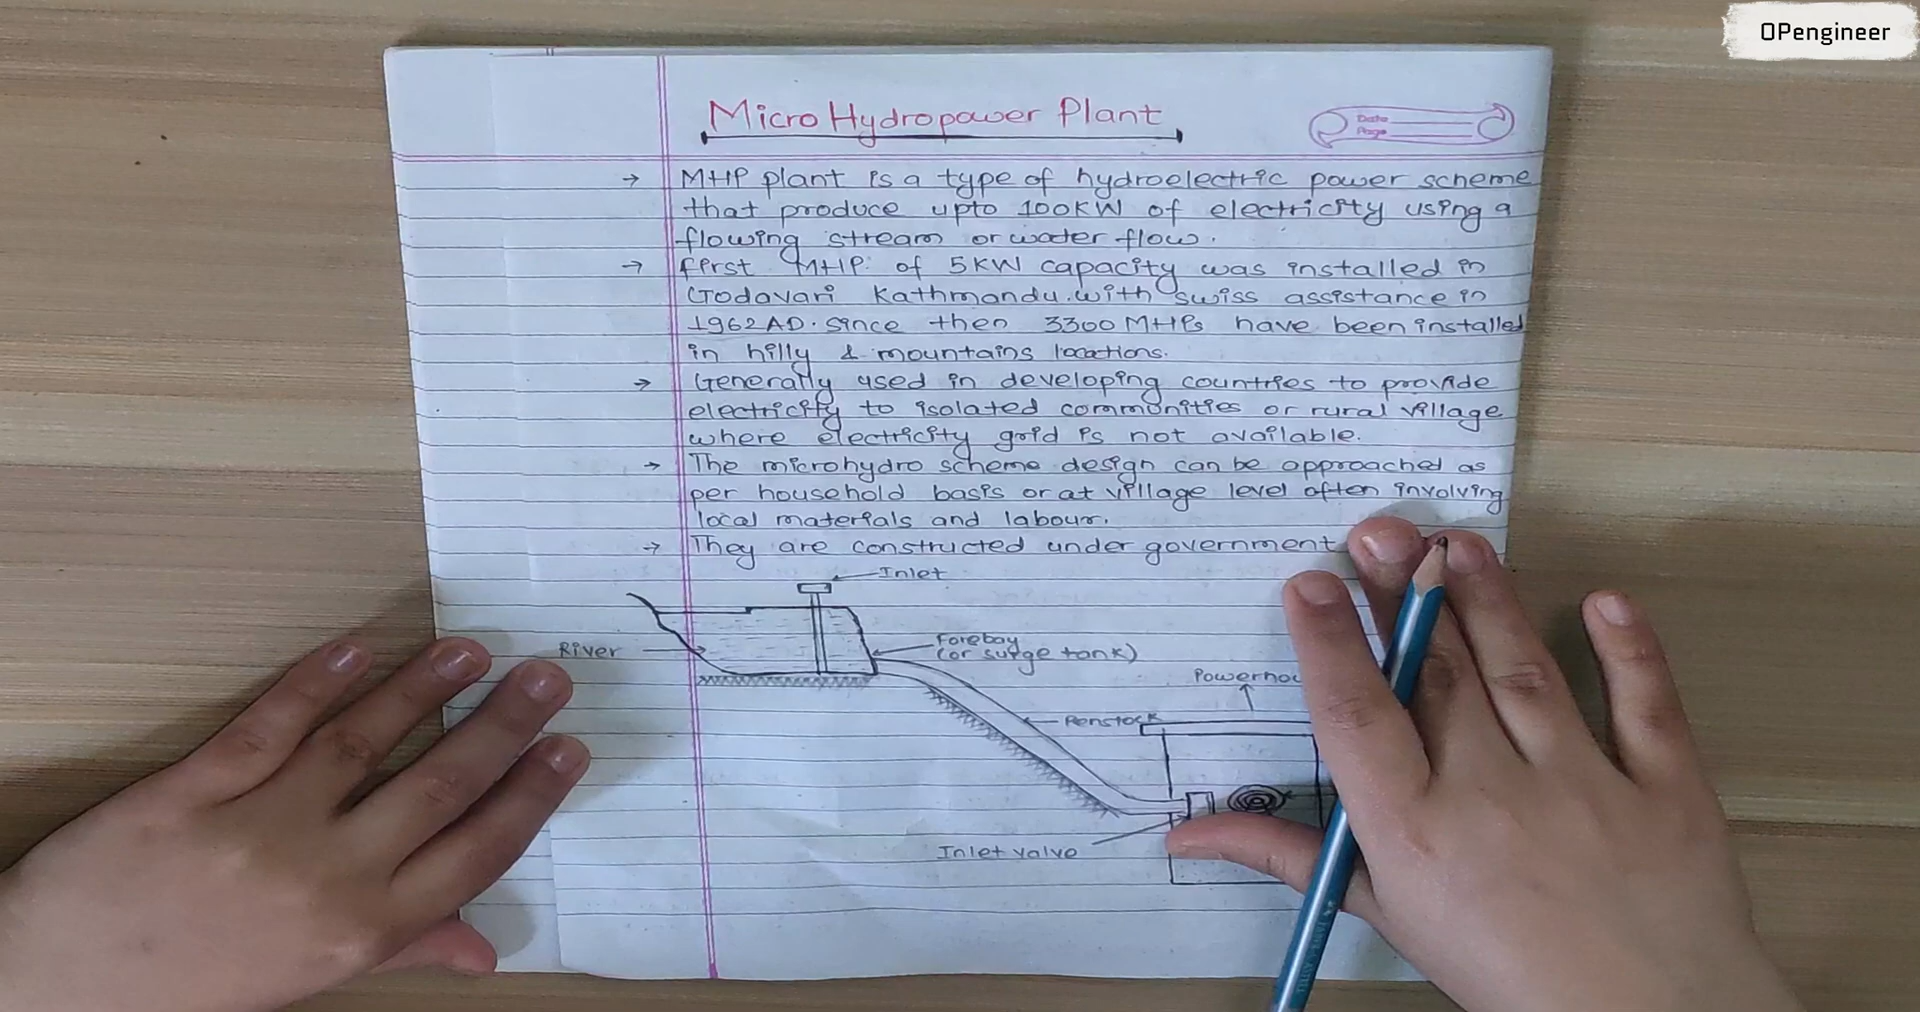 OPengineer
Micro Hydropower Plant
Date
Page
→ MHP plant is a type of hydroelectric power scheme
that produce upto 100KW of electricity using a
flowing stream or water flow.
→ first MHP of 5KW capacity was installed in
Godavari Kathmandu.with swiss assistance in
1962AD. since then 3300 MHPs have been installed
in hilly & mountains locations.
→ Generally used in developing countries to provide
electricity to isolated communities or rural village
where electricity grid is not available.
→ The microhydro scheme design can be approached as
per household basis or at village level often involving
local materials and labour.
→ They are constructed under government
Inlet
River
Forebay
(or surge tank)
Penstock
Inlet valve